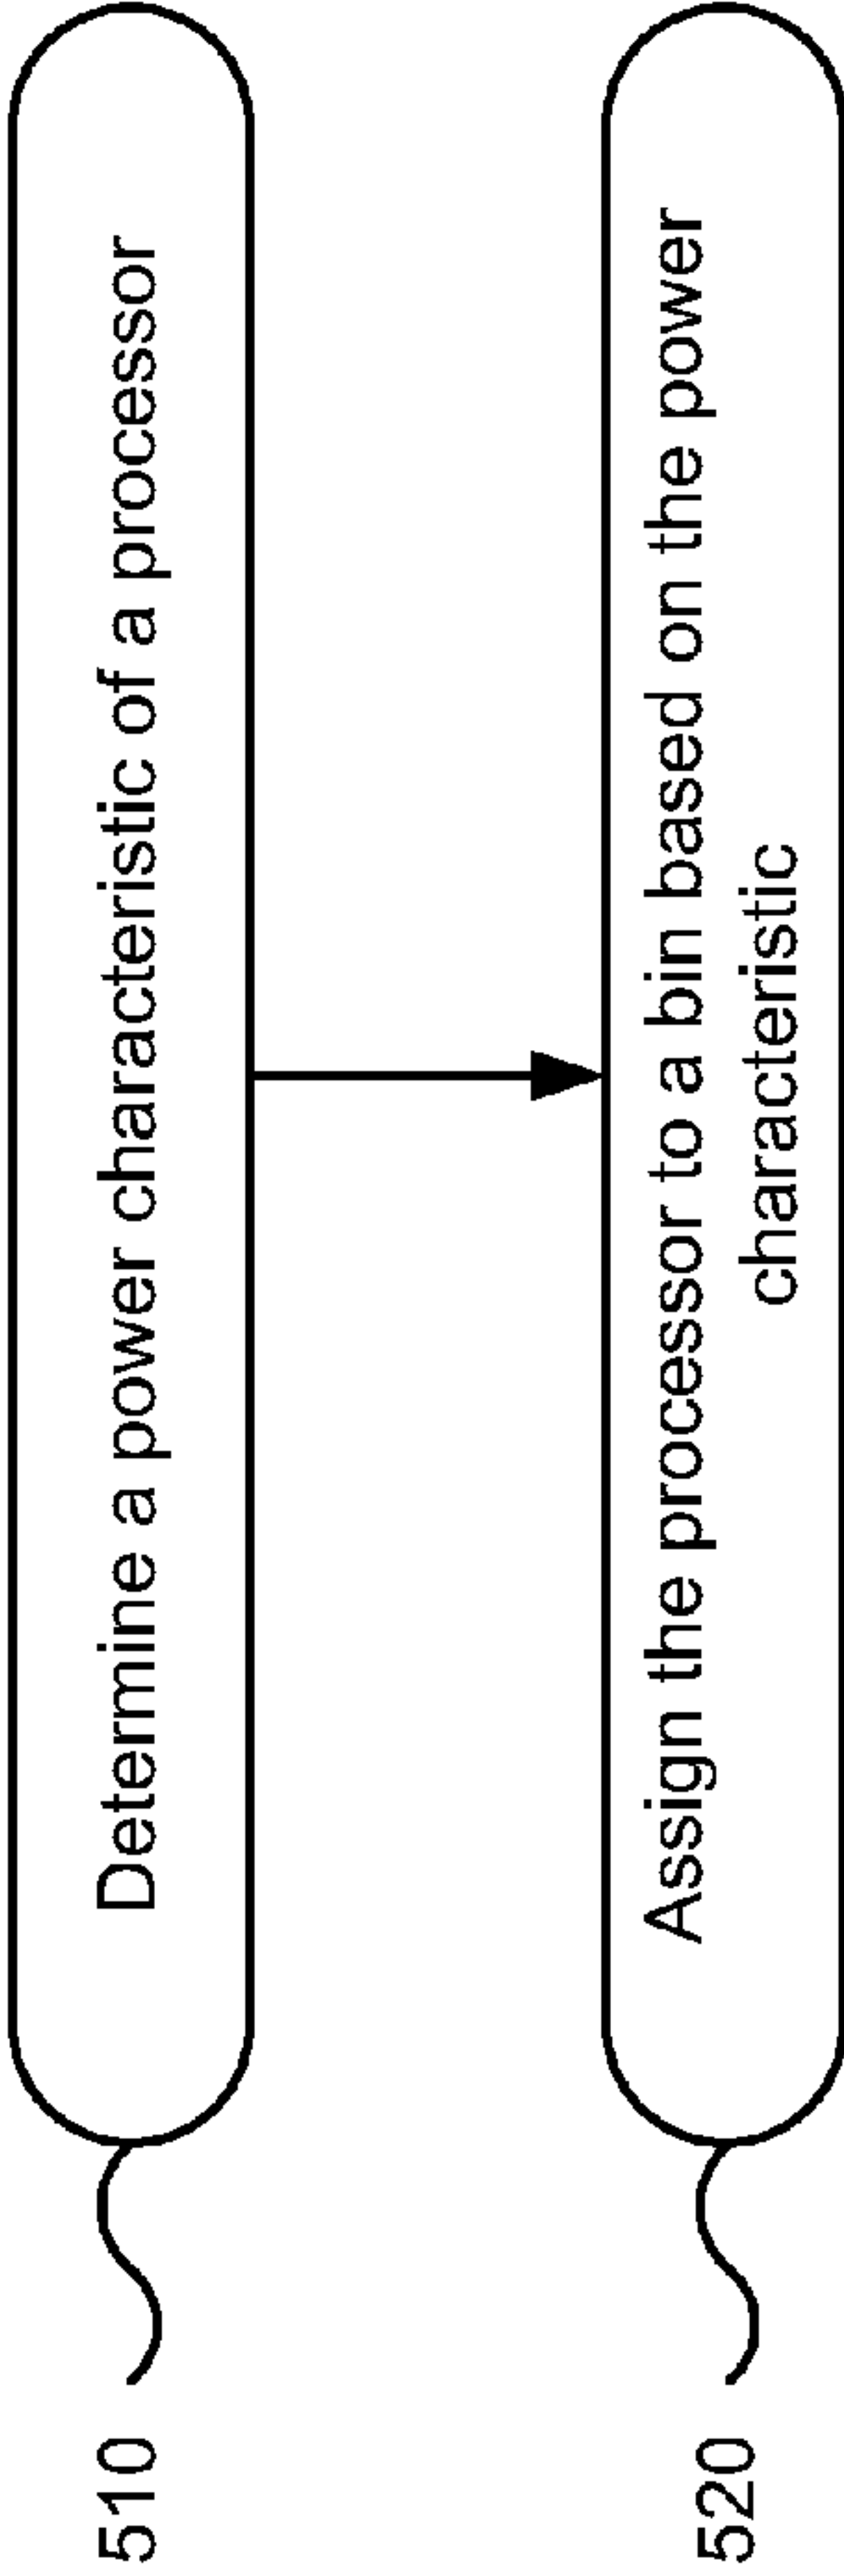 510
Determine a power characteristic of a processor
520
Assign the processor to a bin based on the power
characteristic